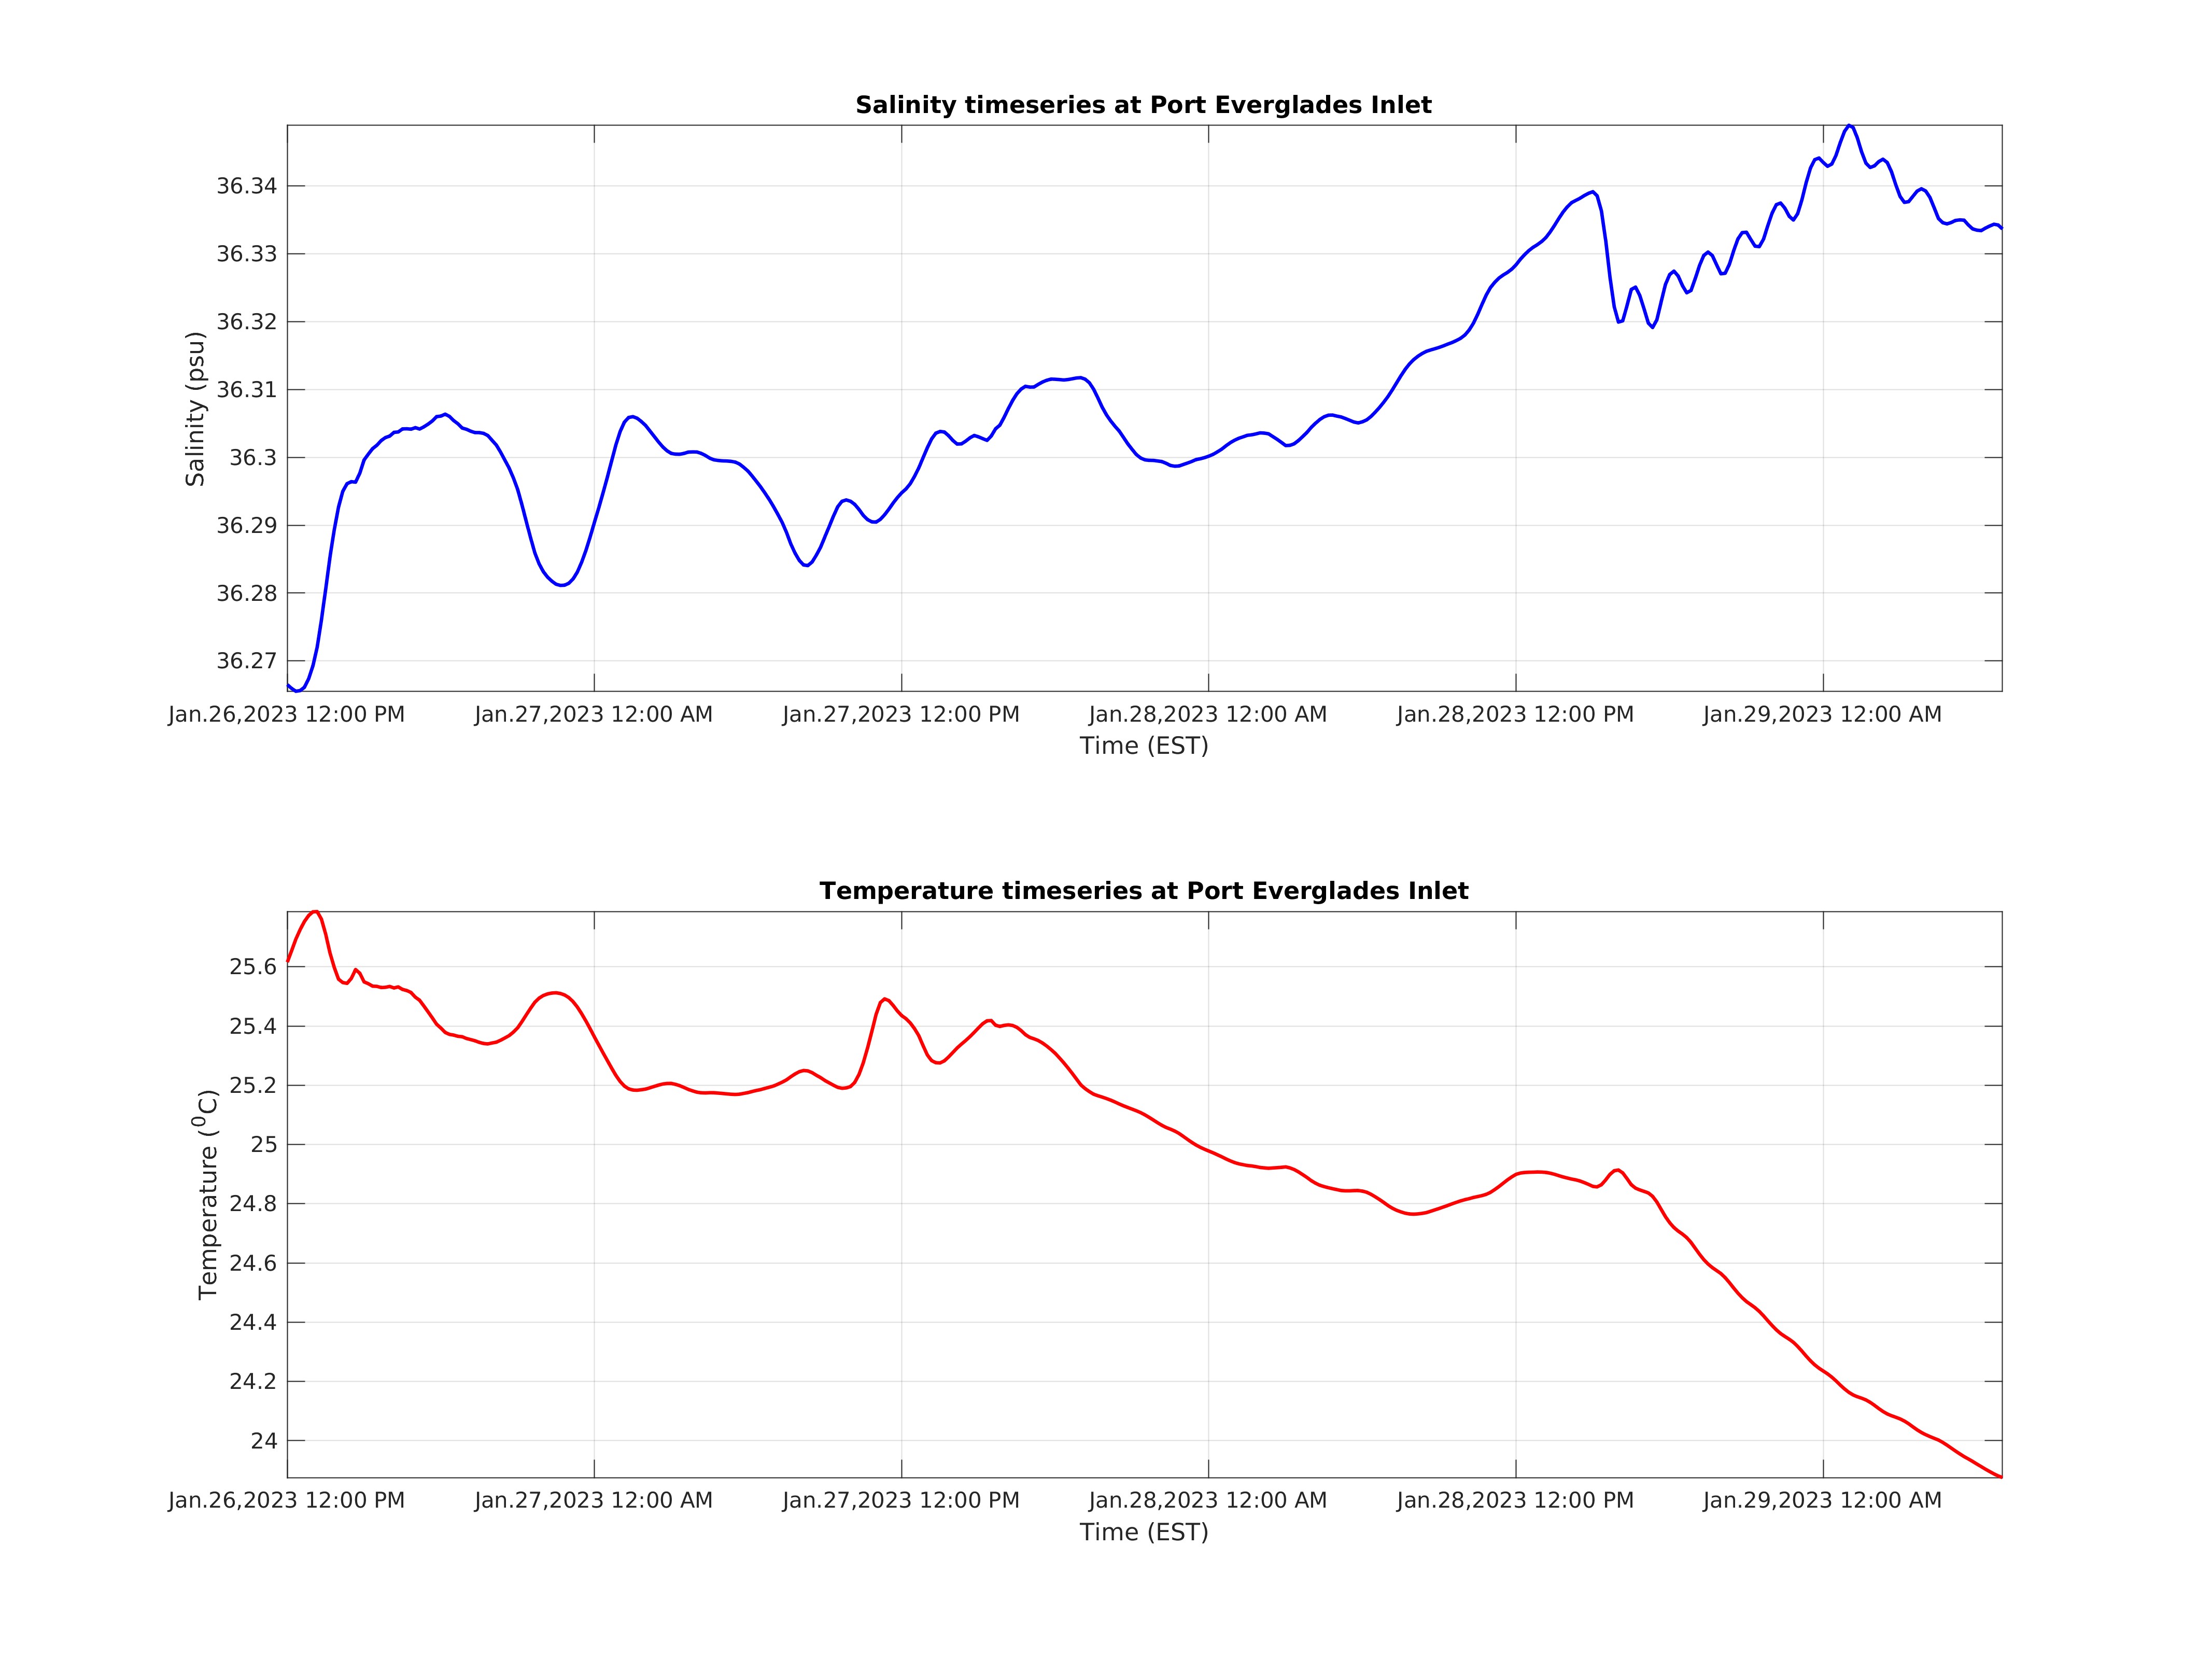 Salinity timeseries at Port Everglades Inlet
Salinity (psu)
36.34
36.33
36.32
36.31
36.3
36.29
36.28
36.27
Jan.26,2023 12:00 PM Jan.27,2023 12:00 AM Jan.27,2023 12:00 PM Jan.28,2023 12:00 AM Jan.28,2023 12:00 PM Jan.29,2023 12:00 AM
Time (EST)
Temperature timeseries at Port Everglades Inlet
Temperature (⁰C)
25.6
25.4
25.2
25
24.8
24.6
24.4
24.2
24
Jan.26,2023 12:00 PM Jan.27,2023 12:00 AM Jan.27,2023 12:00 PM Jan.28,2023 12:00 AM Jan.28,2023 12:00 PM Jan.29,2023 12:00 AM
Time (EST)